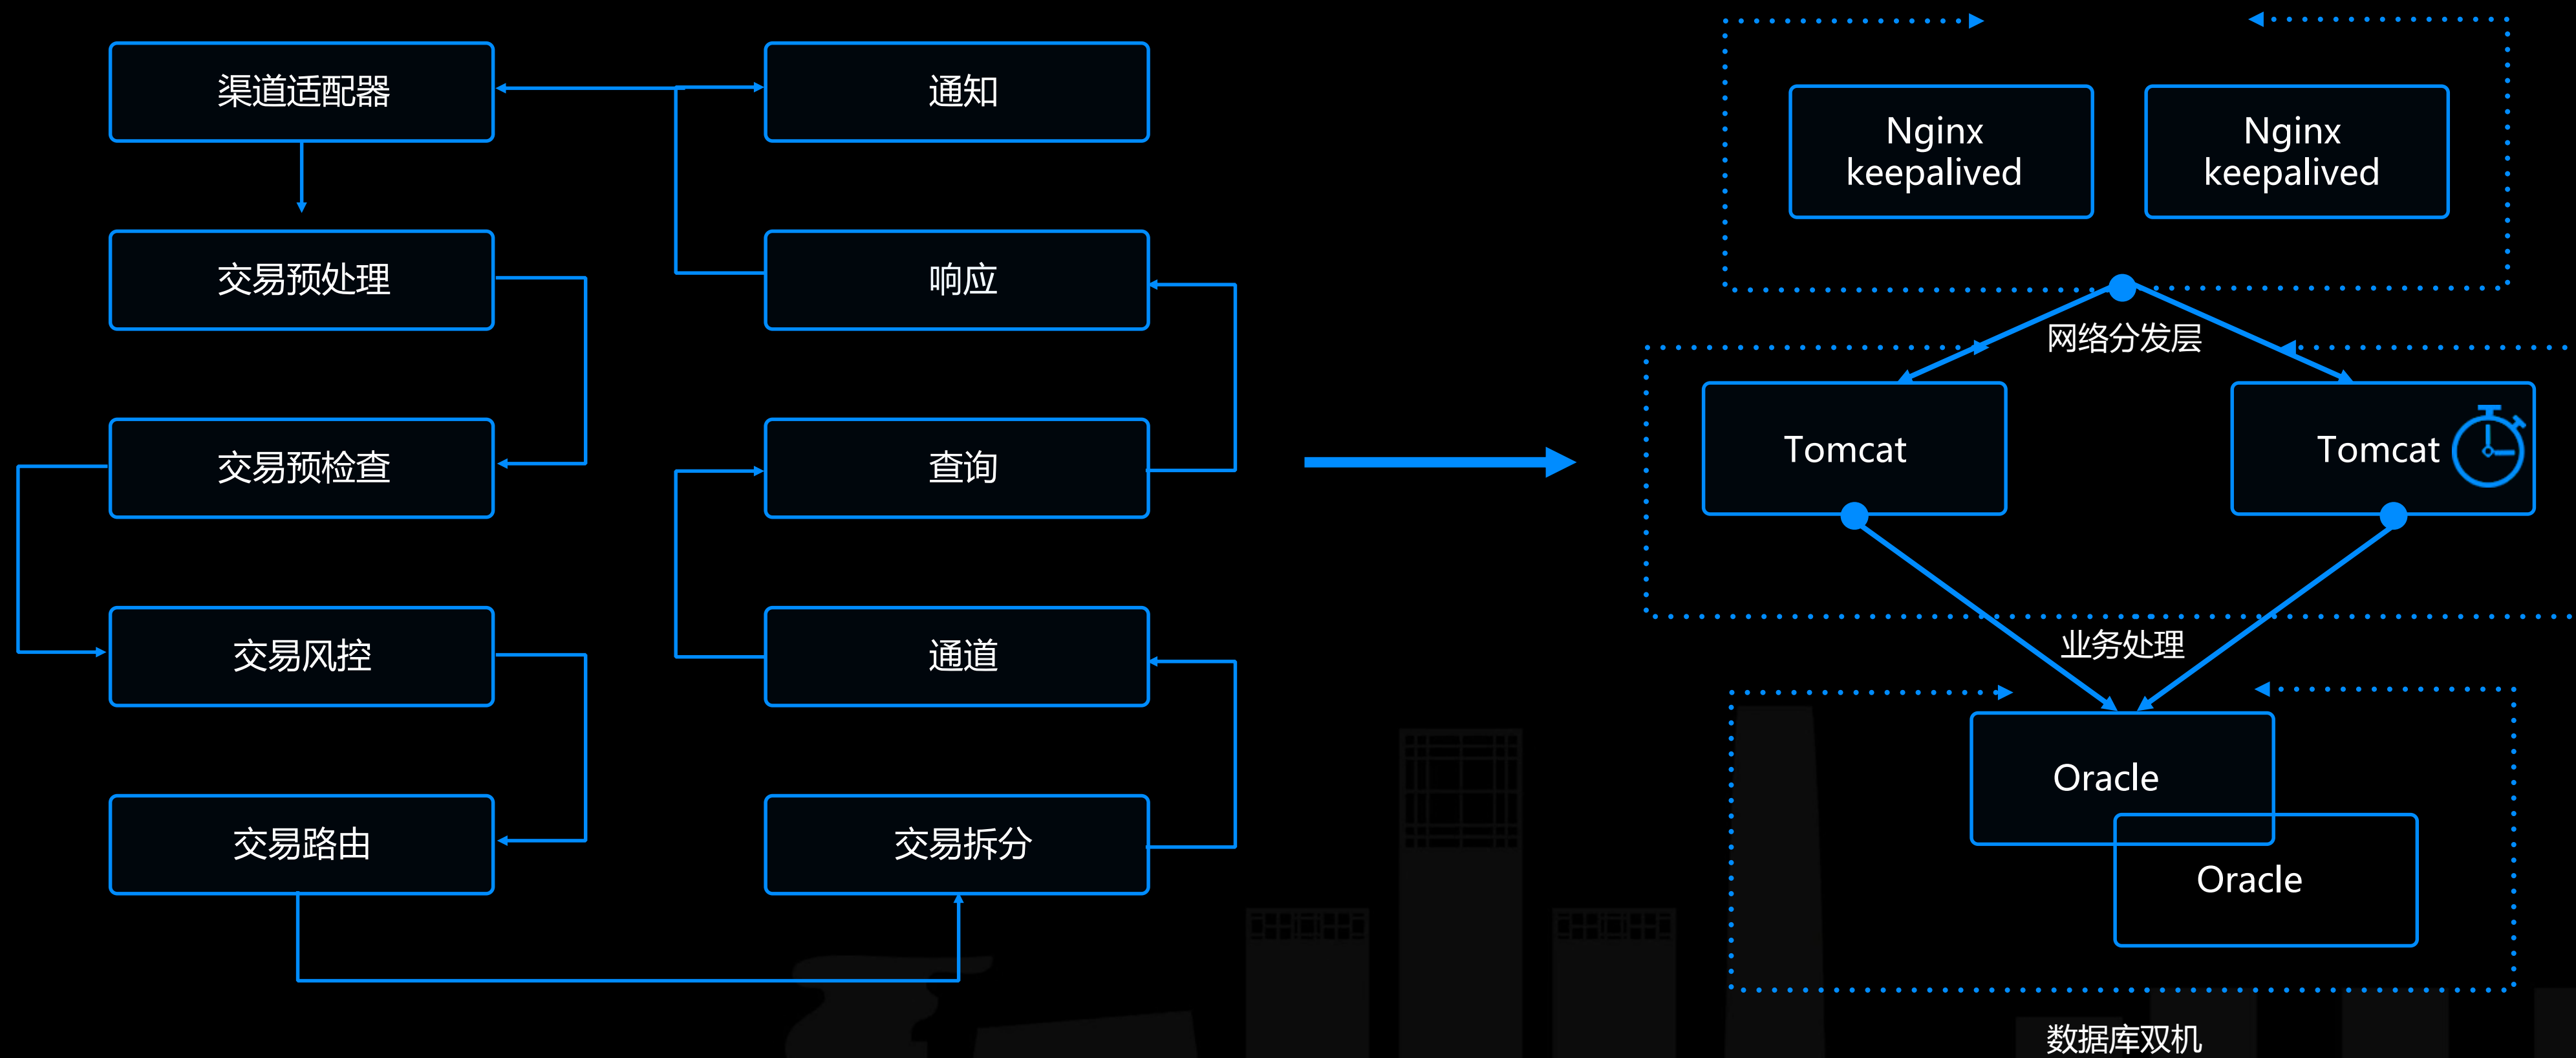 渠道适配器
交易预处理
交易预检查
交易风控
交易路由
通知
响应
查询
通道
交易拆分
Nginx
keepalived
Nginx
keepalived
网络分发层
Tomcat
Tomcat
业务处理
Oracle
Oracle
数据库双机